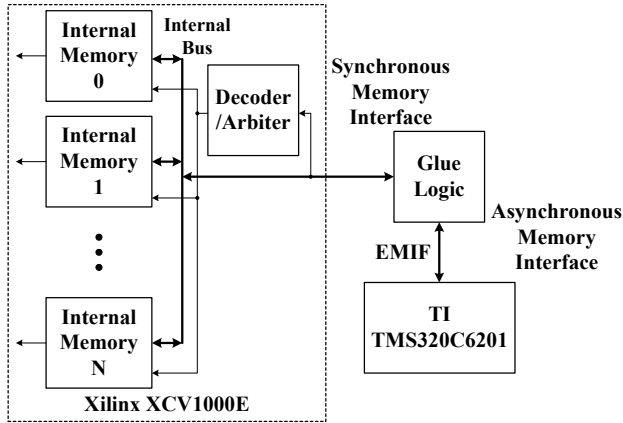 Internal
Memory
0
Internal
Bus
Decoder
/Arbiter
Synchronous
Memory
Interface
Internal
Memory
1
Glue
Logic
Asynchronous
Memory
Interface
EMIF
Internal
Memory
N
TI
TMS320C6201
Xilinx XCV1000E